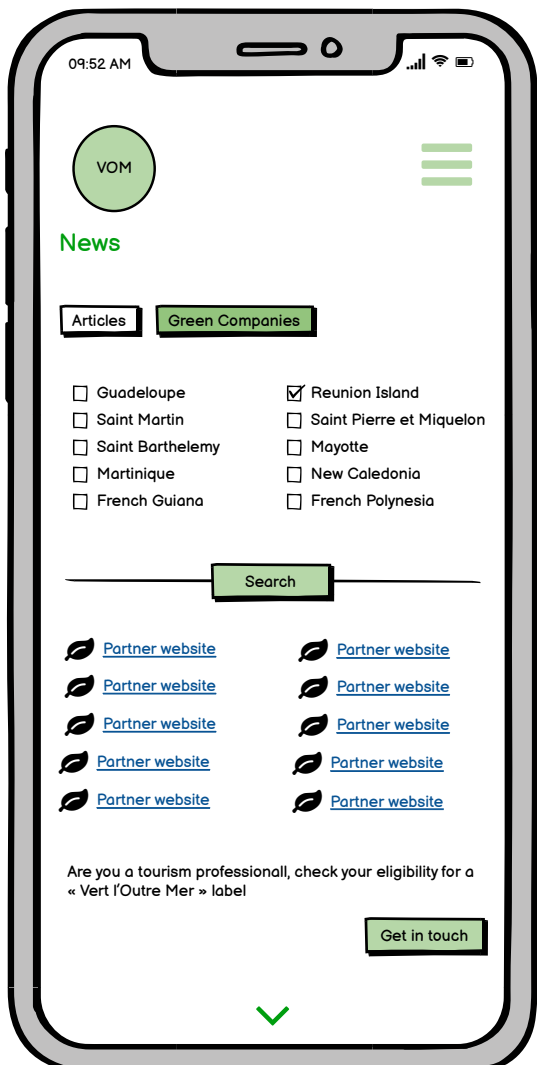 09:52 AM
VOM
News
Articles
Green Companies
Guadeloupe
Reunion Island
Saint Martin
Saint Pierre et Miquelon
Saint Barthelemy
Mayotte
Martinique
New Caledonia
French Guiana
French Polynesia
Search
Partner website
Partner website
Partner website
Partner website
Partner website
Partner website
Partner website
Partner website
Partner website
Partner website
Are you a tourism professionall, check your eligibility for a
« Vert l'Outre Mer » label
Get in touch